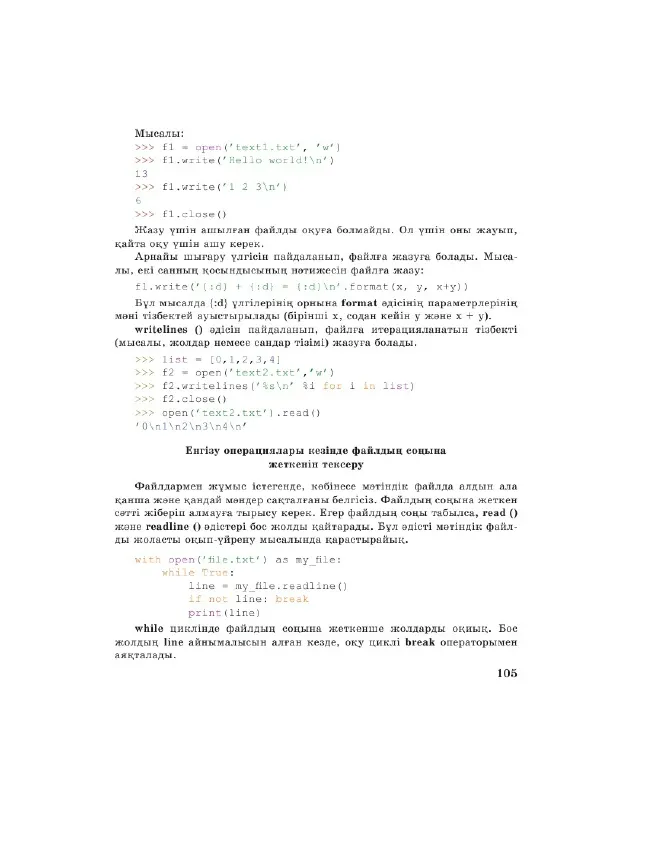 Мысалы:
>>> f1 = open('text1.txt', 'w')
>>> f1.write('Hello world!\n')
13
>>> f1.write('1 2 3\n')
6
>>> f1.close()
Жазу үшін ашылған файлды оқуға болмайды. Ол үшін оны жауып,
қайта оқу үшін ашу керек.
Арнайы шығару үлгісін пайдаланып, файлға жазуға болады. Мыса-
лы, екі санның қосындысының нәтижесін файлға жазу:
f1.write('{:d} + {:d} = {:d}\n'.format(x, y, x+y))
Бұл мысалда {:d} үлгілерінің орнына format әдісінің параметрлерінің
мәні тізбектей ауыстырылады (бірінші х, содан кейін у және х + у).
writelines () әдісін пайдаланып, файлға итерацияланатын тізбекті
(мысалы, жолдар немесе сандар тізімі) жазуға болады.
>>> list = [0,1,2,3,4]
>>> f2 = open('text2.txt','w')
>>> f2.writelines('%s\n' %i for i in list)
>>> f2.close()
>>> open('text2.txt').read()
'0\n1\n2\n3\n4\n'
Енгізу операциялары кезінде файлдың соңына
жеткенін тексеру
Файлдармен жұмыс істегенде, көбінесе мәтіндік файлда алдын ала
қанша және қандай мәндер сақталғаны белгісіз. Файлдың соңына жеткен
сәтті жіберіп алмауға тырысу керек. Егер файлдың соңы табылса, read ()
және readline () әдістері бос жолды қайтарады. Бұл әдісті мәтіндік файл-
ды жоласты оқып-үйрену мысалында қарастырайық.
with open('file.txt') as my_file:
while True:
line = my_file.readline()
if not line: break
print(line)
while циклінде файлдың соңына жеткенше жолдарды оқиық. Бос
жолдың line айнымалысын алған кезде, оқу циклі break операторымен
аяқталады.
105